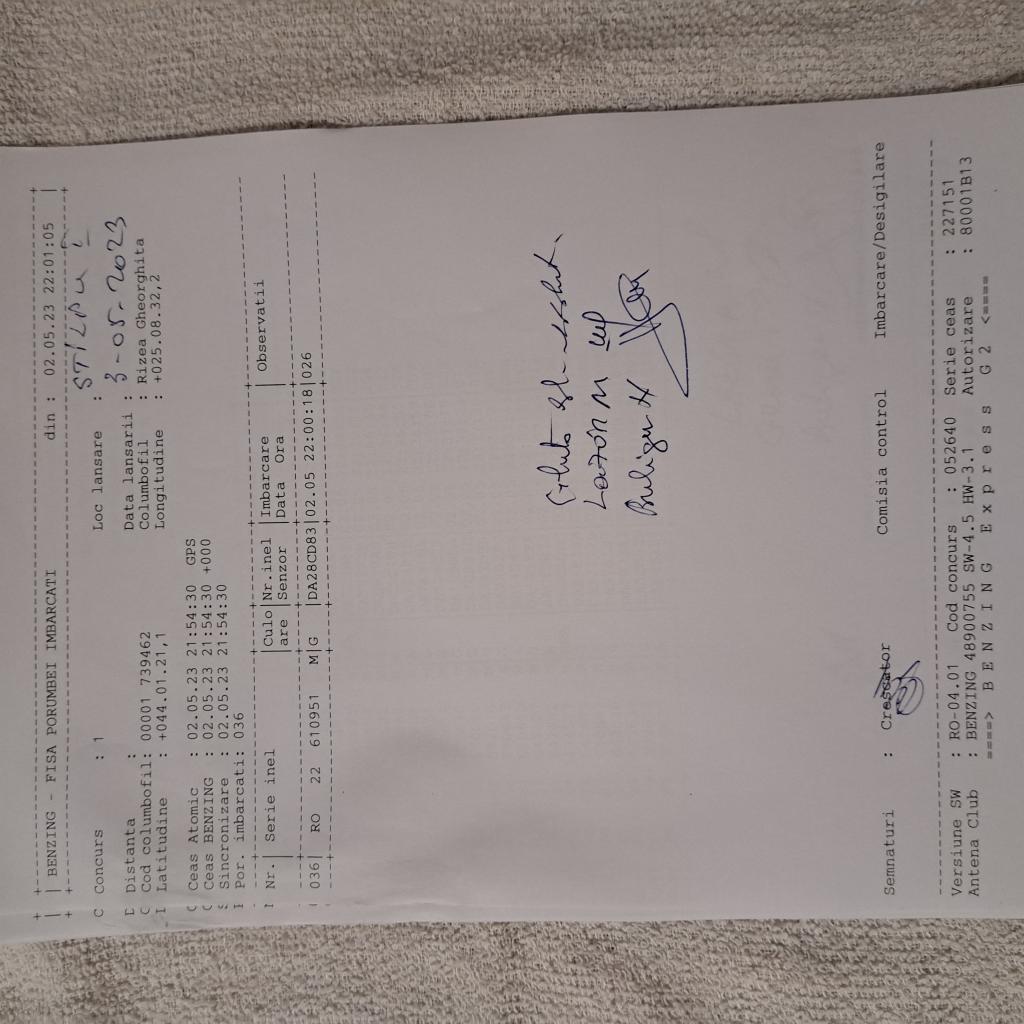 BENZING - FISA PORUMBEI IMBARCATI din : 02.05.23 22:01:05
Concurs : 1 Loc lansare : STILPU
Distanta : Data lansarii : 3-05-2023
Cod columbofil: 00001 739462 Columbofil : Rizea Gheorghita
Latitudine : +044.01.21,1 Longitudine : +025.08.32,2
Ceas Atomic : 02.05.23 21:54:30 GPS
Ceas BENZING : 02.05.23 21:54:30 +000
Sincronizare : 02.05.23 21:54:30
Por. imbarcati: 036
Nr.| Serie inel |Culo|Nr.inel |Imbarcare | Observatii
|are |Senzor |Data Ora |
036| RO 22 610951 M|G |DA28CD83|02.05 22:00:18|026
Lazăr M
Semnaturi : Crescator Comisia control Imbarcare/Desigilare
Versiune SW : RO-04.01 Cod concurs : 052640 Serie ceas : 227151
Antena Club : BENZING 48900755 SW-4.5 HW-3.1 Autorizare : 80001B13
====> B E N Z I N G E x p r e s s G 2 <====